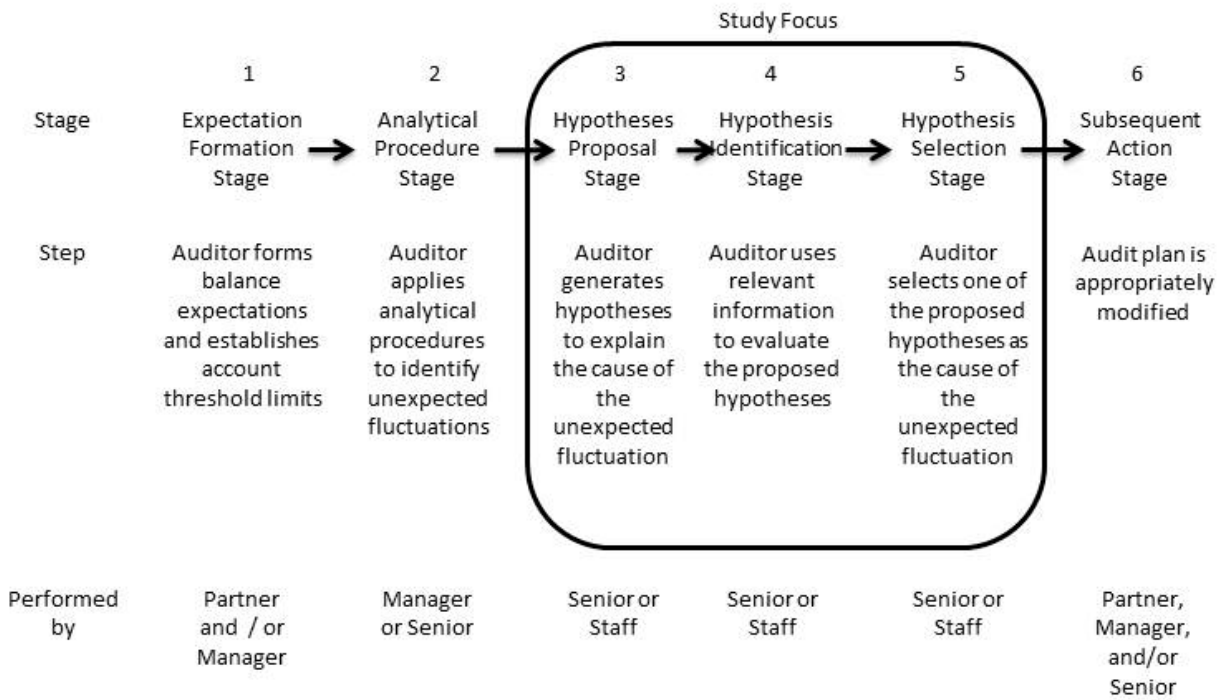 Study Focus
1 2 3 4 5 6
Stage
Expectation
Formation
Stage
Analytical
Procedure
Stage
Hypotheses
Proposal
Stage
Hypothesis
Identification
Stage
Hypothesis
Selection
Stage
Subsequent
Action
Stage
Step
Auditor forms
balance
expectations
and establishes
account
threshold limits
Auditor
applies
analytical
procedures
to identify
unexpected
fluctuations
Auditor
generates
hypotheses
to explain
the cause of
the
unexpected
fluctuation
Auditor uses
relevant
information
to evaluate
the proposed
hypotheses
Auditor
selects one of
the proposed
hypotheses as
the cause of
the
unexpected
fluctuation
Audit plan is
appropriately
modified
Performed
by
Partner
and / or
Manager
Manager
or Senior
Senior or
Staff
Senior or
Staff
Senior or
Staff
Partner,
Manager,
and/or
Senior